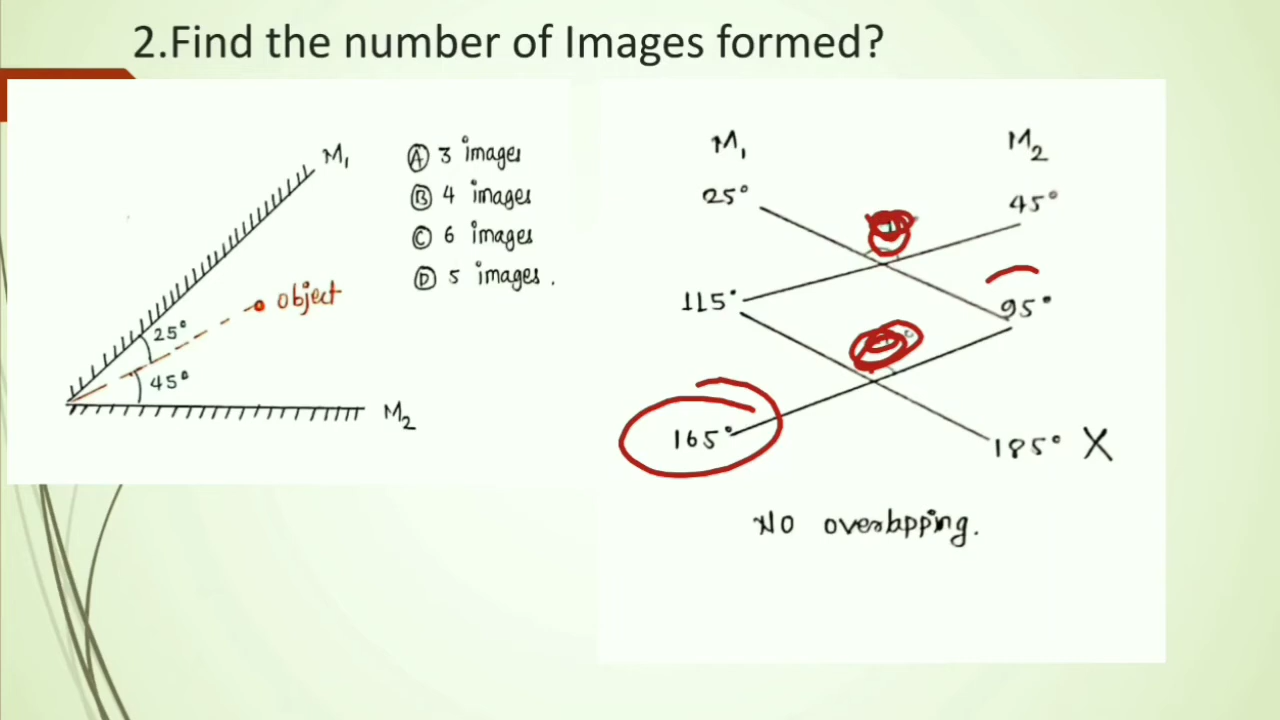 2.Find the number of Images formed?
M1
Ⓐ 3 images
Ⓑ 4 images
Ⓒ 6 images
Ⓓ 5 images.
object
25°
45°
M2
M1 M2
25° 45°
115° 95°
165° 185° X
No overlapping.